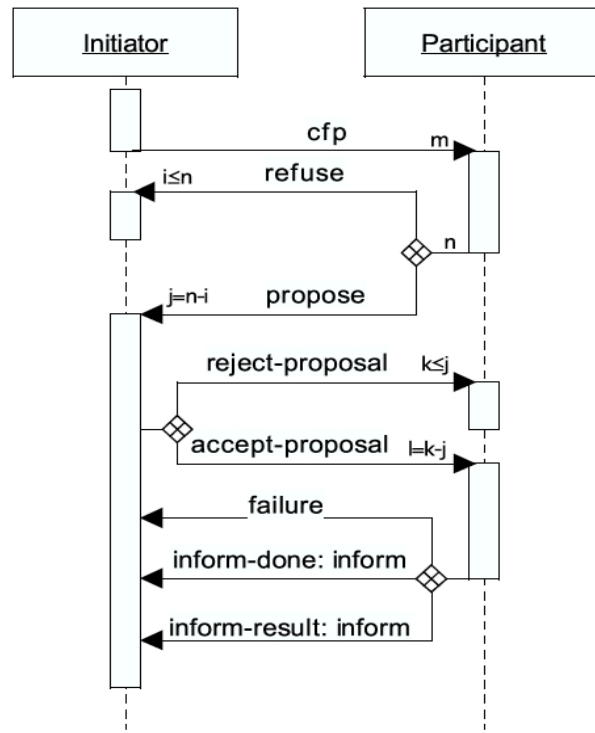 Initiator
Participant
cfp
m
i≤n
refuse
n
j=n-i
propose
reject-proposal
k≤j
accept-proposal
l=k-j
failure
inform-done: inform
inform-result: inform